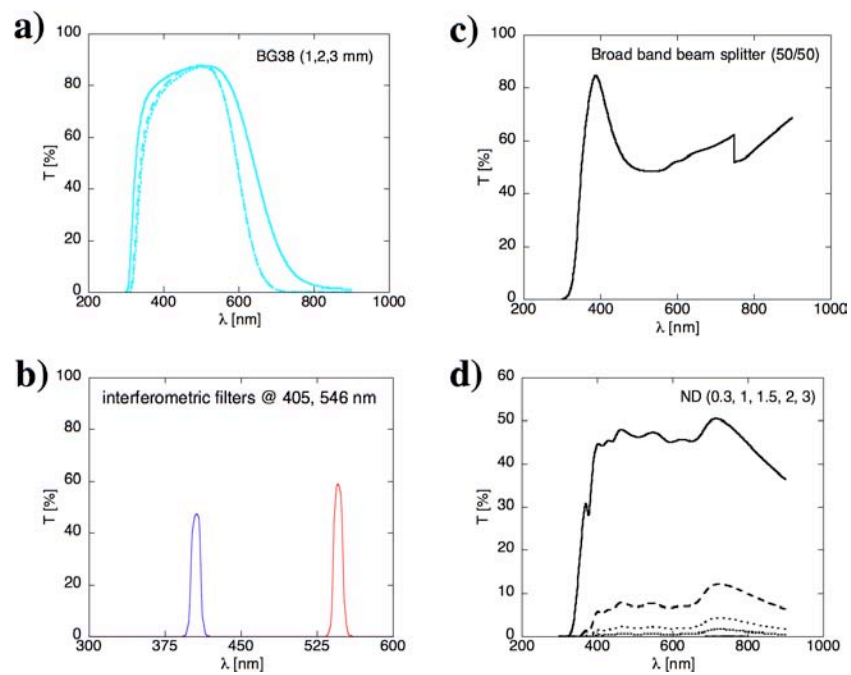 a)
BG38 (1,2,3 mm)
T [%]
100
80
60
40
20
0
200 400 600 800 1000
λ [nm]
c)
Broad band beam splitter (50/50)
T [%]
100
80
60
40
20
0
200 400 600 800 1000
λ [nm]
b)
interferometric filters @ 405, 546 nm
T [%]
100
80
60
40
20
0
300 375 450 525 600
λ [nm]
d)
ND (0.3, 1, 1.5, 2, 3)
T [%]
60
50
40
30
20
10
0
200 400 600 800 1000
λ [nm]